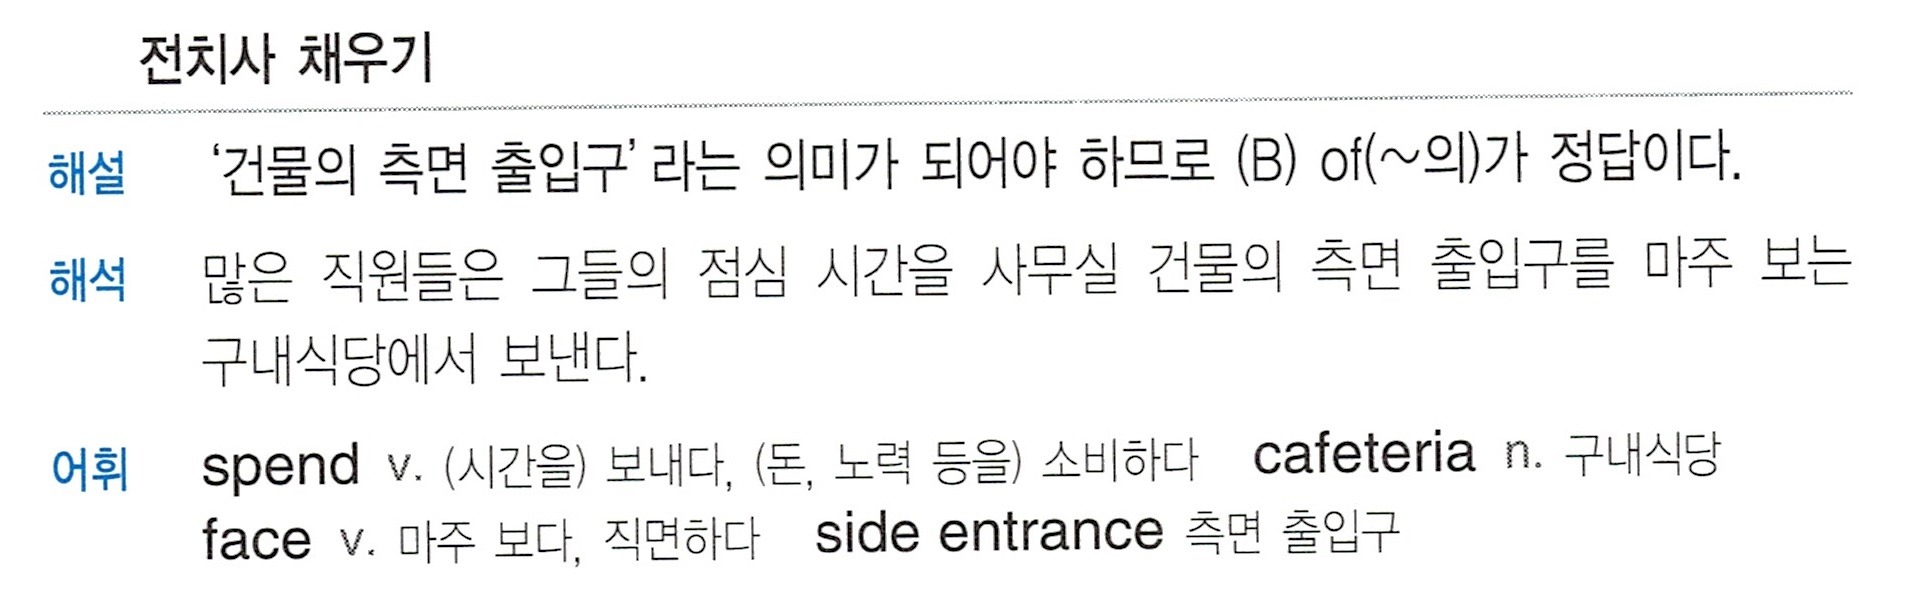 전치사 채우기
해설 ‘건물의 측면 출입구’라는 의미가 되어야 하므로 (B) of(~의)가 정답이다.
해석 많은 직원들은 그들의 점심 시간을 사무실 건물의 측면 출입구를 마주 보는
구내식당에서 보낸다.
어휘 spend v. (시간을) 보내다, (돈, 노력 등을) 소비하다 cafeteria n. 구내식당
face v. 마주 보다, 직면하다 side entrance 측면 출입구